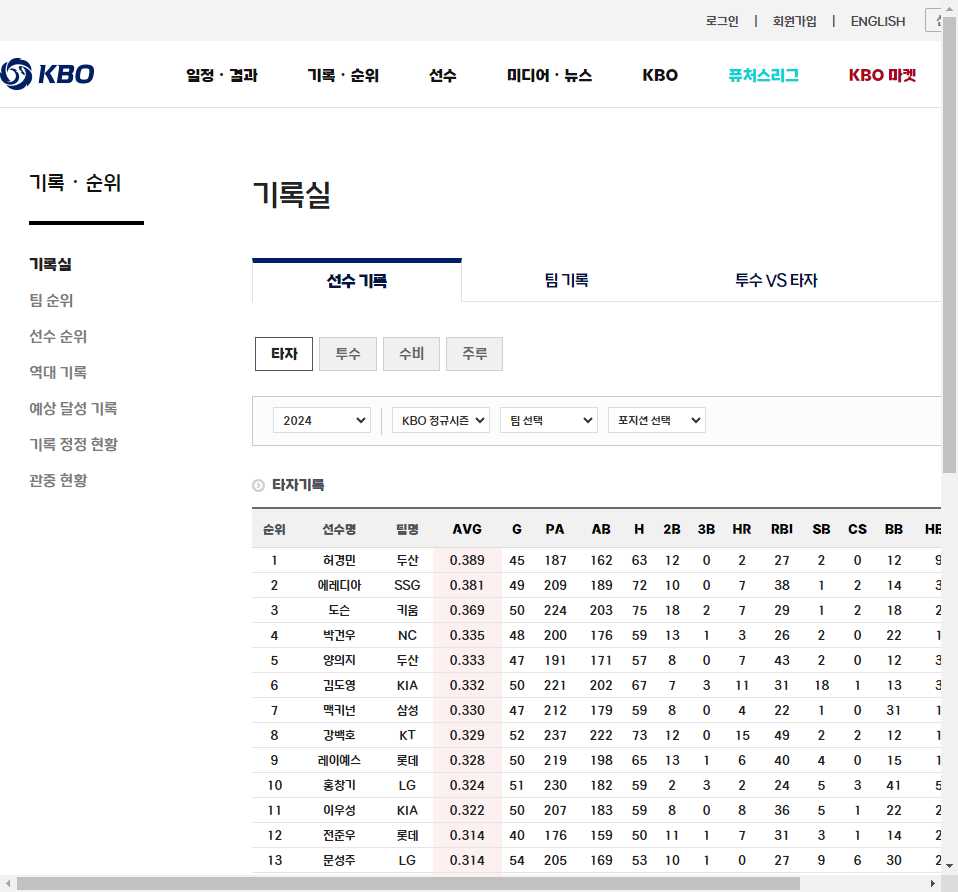 로그인 | 회원가입 | ENGLISH
KBO 일정 · 결과 기록 · 순위 선수 미디어 · 뉴스 KBO 퓨처스리그 KBO 마켓
기록 · 순위
기록실
팀 순위
선수 순위
역대 기록
예상 달성 기록
기록 정정 현황
관중 현황
기록실
선수 기록 팀 기록 투수 VS 타자
타자 투수 수비 주루
2024 KBO 정규시즌 팀 선택 포지션 선택
타자기록
순위 선수명 팀명 AVG G PA AB H 2B 3B HR RBI SB CS BB
1 허경민 두산 0.389 45 187 162 63 12 0 2 27 2 0 12 9
2 에레디아 SSG 0.381 49 209 189 72 10 0 7 38 1 2 14 3
3 도슨 키움 0.369 50 224 203 75 18 2 7 29 1 2 18 2
4 박건우 NC 0.335 48 200 176 59 13 1 3 26 2 0 22 1
5 양의지 두산 0.333 47 191 171 57 8 0 7 43 2 0 12 3
6 김도영 KIA 0.332 50 221 202 67 7 3 11 31 18 1 13 3
7 맥키넌 삼성 0.330 47 212 179 59 8 0 4 22 1 0 31 1
8 강백호 KT 0.329 52 237 222 73 12 0 15 49 2 2 12 1
9 레이예스 롯데 0.328 50 219 198 65 13 1 6 40 4 0 15 1
10 홍창기 LG 0.324 51 230 182 59 2 3 2 24 5 3 41 5
11 이우성 KIA 0.322 50 207 183 59 8 0 8 36 5 1 22 2
12 전준우 롯데 0.314 40 176 159 50 11 1 7 31 3 1 14 2
13 문성주 LG 0.314 54 205 169 53 10 1 0 27 9 6 30 2